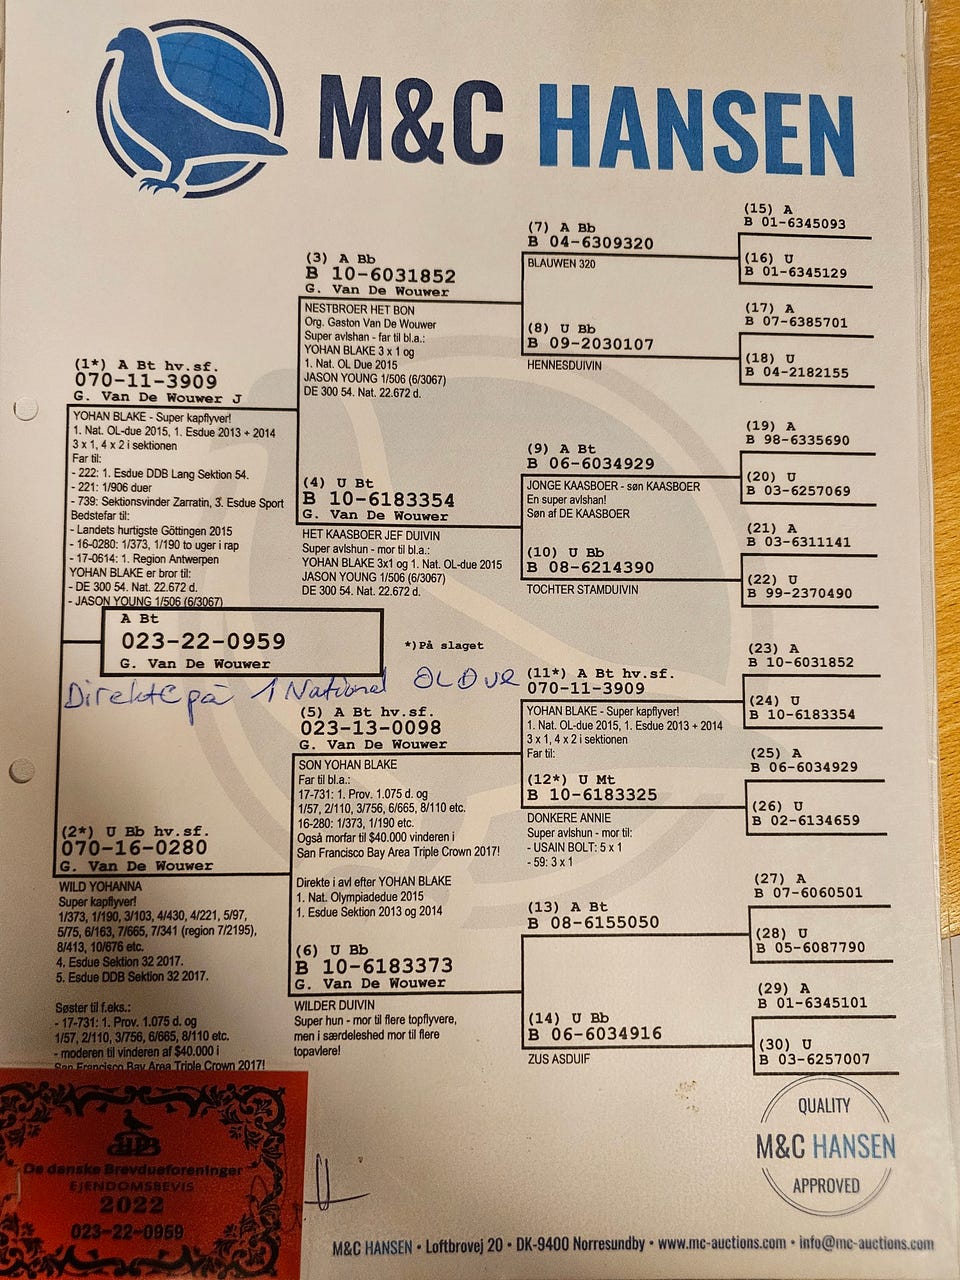 M&C HANSEN
(1*) A Bt hv.sf.
070-11-3909
G. Van De Wouwer J
YOHAN BLAKE - Super kapflyver!
1. Nat. OL-due 2015, 1. Esdue 2013 + 2014
3 x 1, 4 x 2 i sektionen
Far til:
- 222: 1. Esdue DDB Lang Sektion 54.
- 221: 1/906 duer
- 739: Sektionsvinder Zarratin, 3. Esdue Sport
Bedstefar til:
- Landets hurtigste Göttingen 2015
- 16-0280: 1/373, 1/190 to uger i rap
- 17-0614: 1. Region Antwerpen
YOHAN BLAKE er bror til:
- DE 300 54. Nat. 22.672 d.
- JASON YOUNG 1/506 (6/3067)
A Bt
023-22-0959
G. Van De Wouwer
*)På slaget
Direkte på 1 National OLDUE
(2*) U Bb hv.sf.
070-16-0280
G. Van De Wouwer
WILD YOHANNA
Super kapflyver!
1/373, 1/190, 3/103, 4/430, 4/221, 5/97,
5/75, 6/163, 7/665, 7/341 (region 7/2195),
8/413, 10/676 etc.
4. Esdue Sektion 32 2017.
5. Esdue DDB Sektion 32 2017.
Søster til f.eks.:
- 17-731: 1. Prov. 1.075 d. og
1/57, 2/110, 3/756, 6/665, 8/110 etc.
- moderen til vinderen af $40.000 i
San Francisco Bay Area Triple Crown 2017!
(3) A Bb
B 10-6031852
G. Van De Wouwer
NESTBROER HET BON
Org. Gaston Van De Wouwer
Super avlshan - far til bl.a.:
YOHAN BLAKE 3 x 1 og
1. Nat. OL Due 2015
JASON YOUNG 1/506 (6/3067)
DE 300 54. Nat. 22.672 d.
(4) U Bt
B 10-6183354
G. Van De Wouwer
HET KAASBOER JEF DUIVIN
Super avlshun - mor til bl.a.:
YOHAN BLAKE 3x1 og 1. Nat. OL-due 2015
JASON YOUNG 1/506 (6/3067)
DE 300 54. Nat. 22.672 d.
(5) A Bt hv.sf.
023-13-0098
G. Van De Wouwer
SON YOHAN BLAKE
Far til bl.a.:
17-731: 1. Prov. 1.075 d. og
1/57, 2/110, 3/756, 6/665, 8/110 etc.
16-280: 1/373, 1/190 etc.
Også morfar til $40.000 vinderen i
San Francisco Bay Area Triple Crown 2017!
Direkte i avl efter YOHAN BLAKE
1. Nat. Olympiadedue 2015
1. Esdue Sektion 2013 og 2014
(6) U Bb
B 10-6183373
G. Van De Wouwer
WILDER DUIVIN
Super hun - mor til flere topflyvere,
men i særdeleshed mor til flere
topavlere!
(7) A Bb
B 04-6309320
BLAUWEN 320
(8) U Bb
B 09-2030107
HENNESDUIVIN
(9) A Bt
B 06-6034929
JONGE KAASBOER - søn KAASBOER
En super avlshan!
Søn af DE KAASBOER
(10) U Bb
B 08-6214390
TOCHTER STAMDUIVIN
(11*) A Bt hv.sf.
070-11-3909
YOHAN BLAKE - Super kapflyver!
1. Nat. OL-due 2015, 1. Esdue 2013 + 2014
3 x 1, 4 x 2 i sektionen
Far til:
(12*) U Mt
B 10-6183325
DONKERE ANNIE
Super avlshun - mor til:
- USAIN BOLT: 5 x 1
- 59: 3 x 1
(13) A Bt
B 08-6155050
(14) U Bb
B 06-6034916
ZUS ASDUIF
(15) A
B 01-6345093
(16) U
B 01-6345129
(17) A
B 07-6385701
(18) U
B 04-2182155
(19) A
B 98-6335690
(20) U
B 03-6257069
(21) A
B 03-6311141
(22) U
B 99-2370490
(23) A
B 10-6031852
(24) U
B 10-6183354
(25) A
B 06-6034929
(26) U
B 02-6134659
(27) A
B 07-6060501
(28) U
B 05-6087790
(29) A
B 01-6345101
(30) U
B 03-6257007
QUALITY
M&C HANSEN
APPROVED
De danske Brevdueforeninger
EJENDOMSBEVIS
2022
023-22-0959
M&C HANSEN • Loftbrovej 20 • DK-9400 Norresundby • www.mc-auctions.com • info@mc-auctions.com